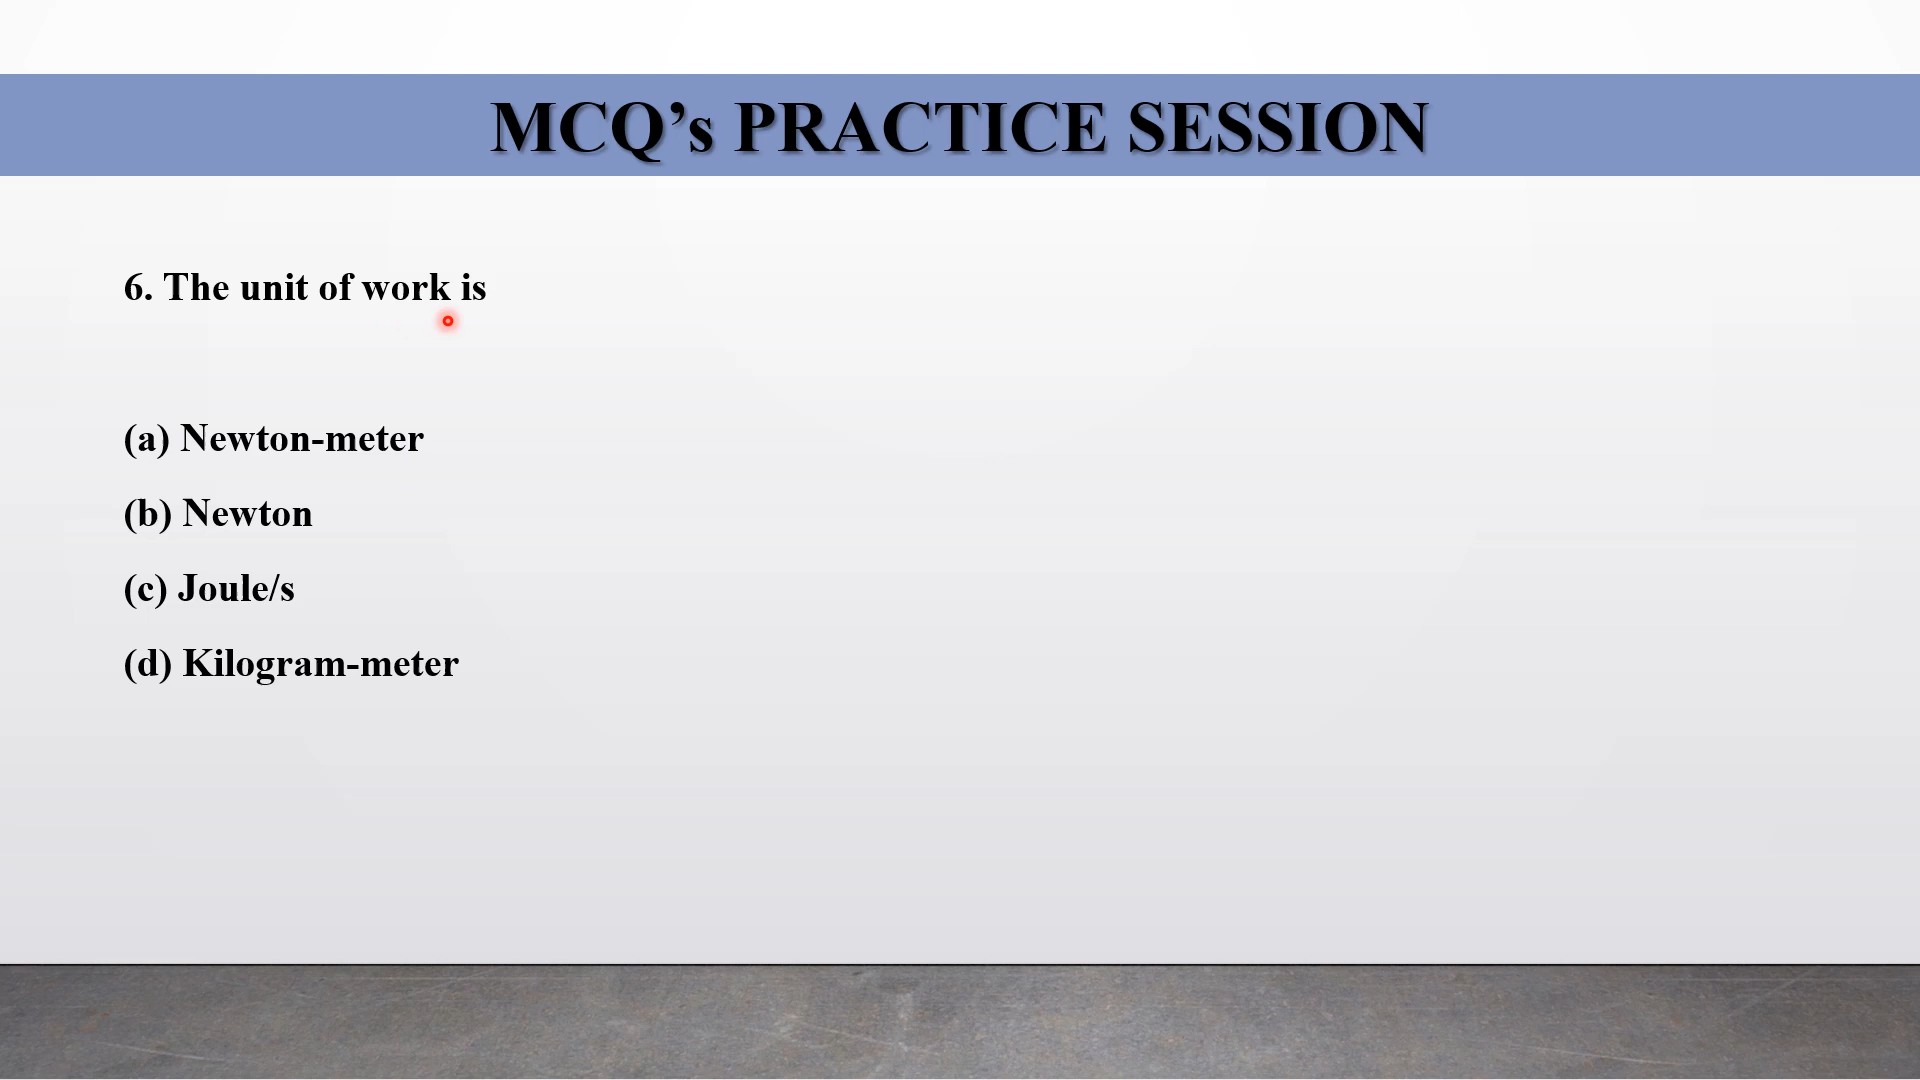 MCQ’s PRACTICE SESSION
6. The unit of work is
(a) Newton-meter
(b) Newton
(c) Joule/s
(d) Kilogram-meter